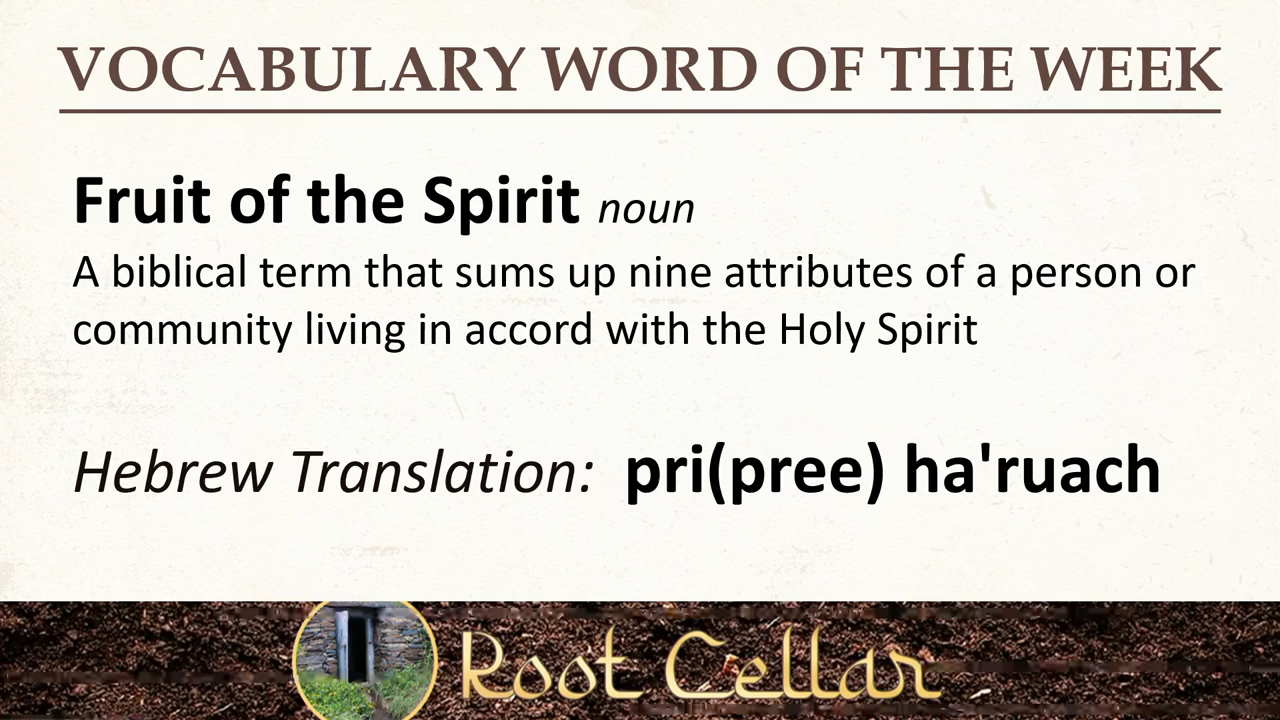 VOCABULARY WORD OF THE WEEK
Fruit of the Spirit noun
A biblical term that sums up nine attributes of a person or
community living in accord with the Holy Spirit
Hebrew Translation: pri(pree) ha'ruach
Root Cellar